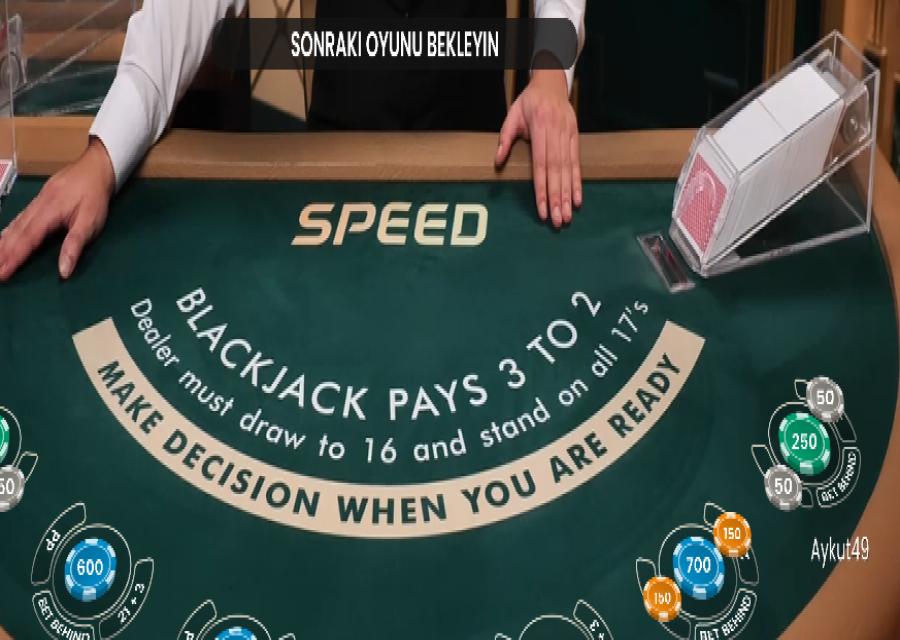 SONRAKI OYUNU BEKLEYIN
SPEED
BLACKJACK PAYS 3 TO 2
Dealer must draw to 16 and stand on all 17's
MAKE DECISION WHEN YOU ARE READY
50
250
50
BET BEHIND
Aykut49
50
PP
600
21 + 3
BET BEHIND
150
700
150
BET BEHIND
+ 3